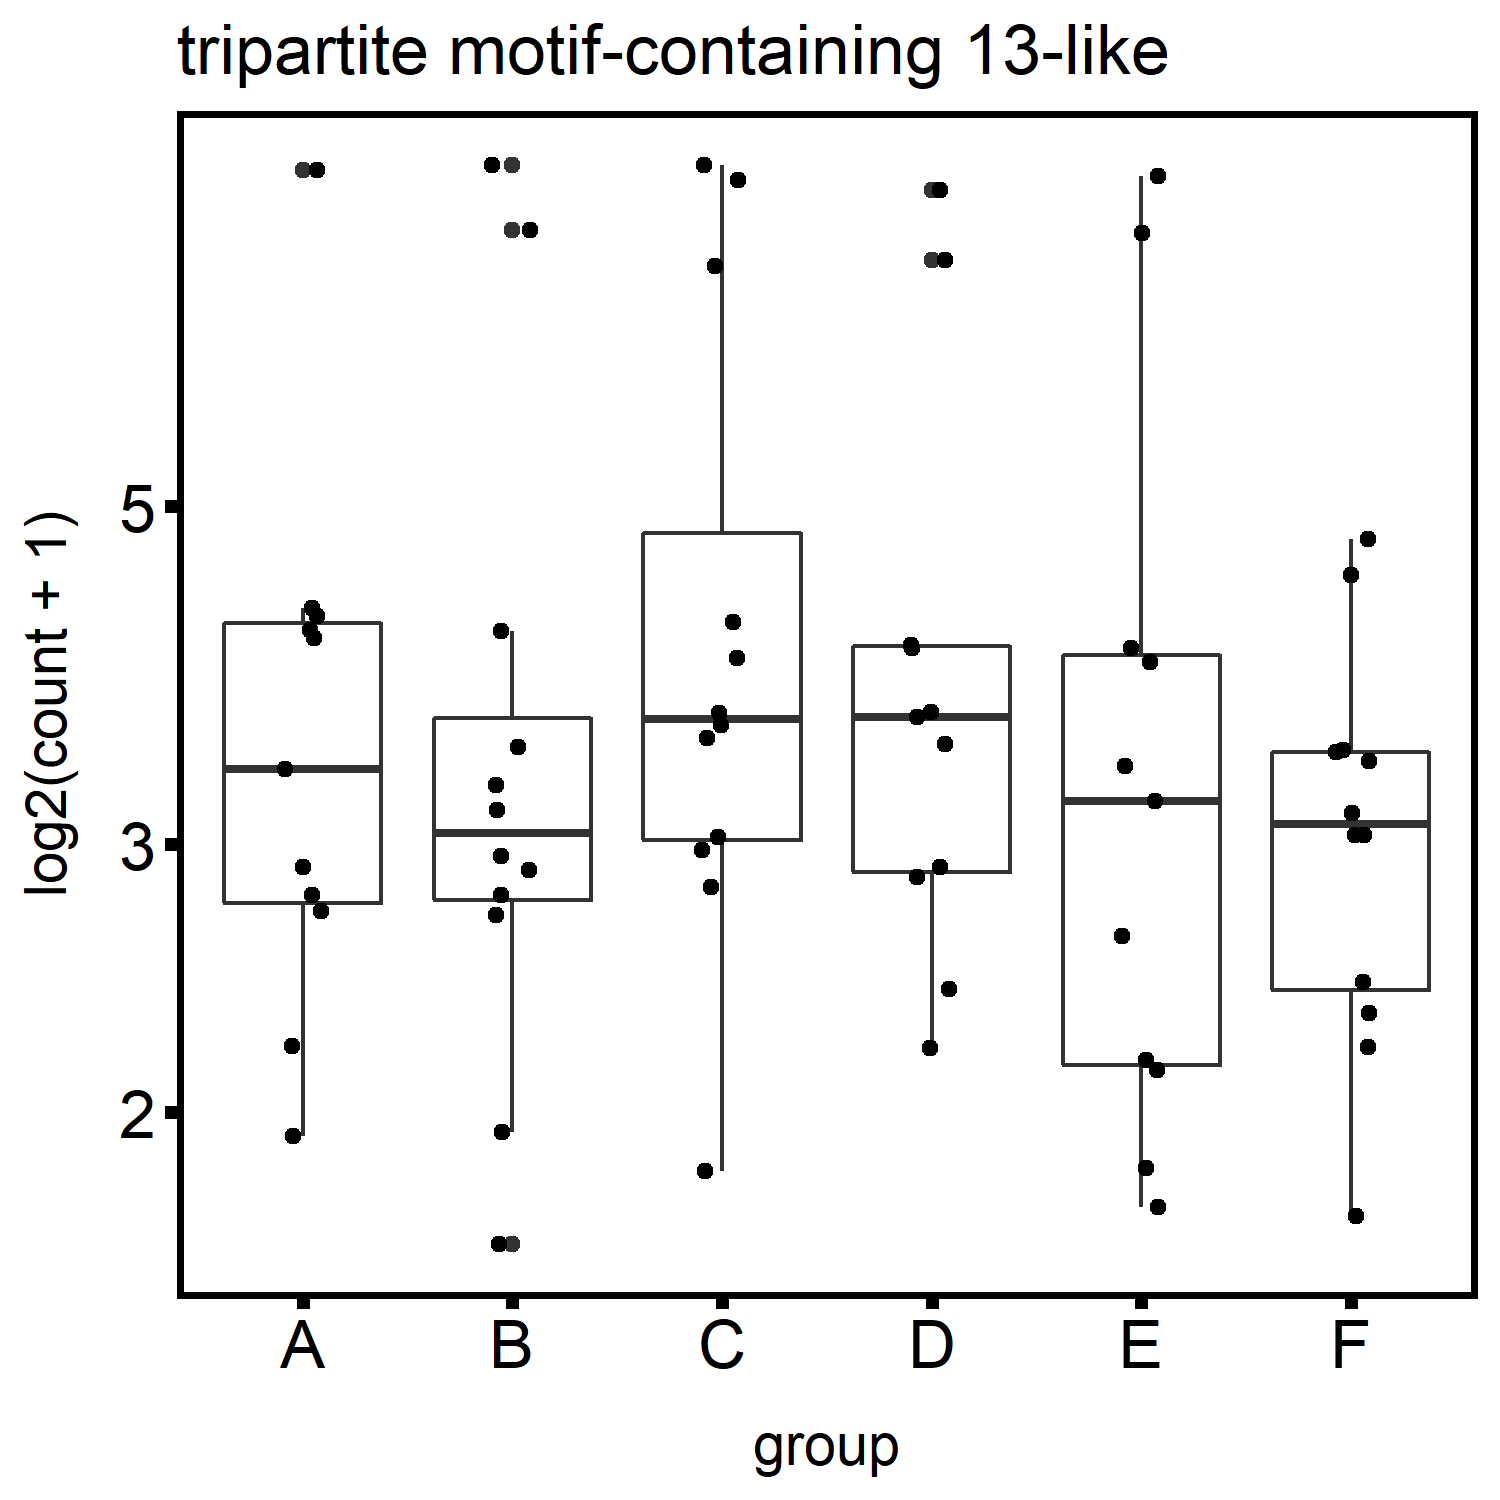 tripartite motif-containing 13-like
log2(count + 1)
5
3
2
A B C D E F
group